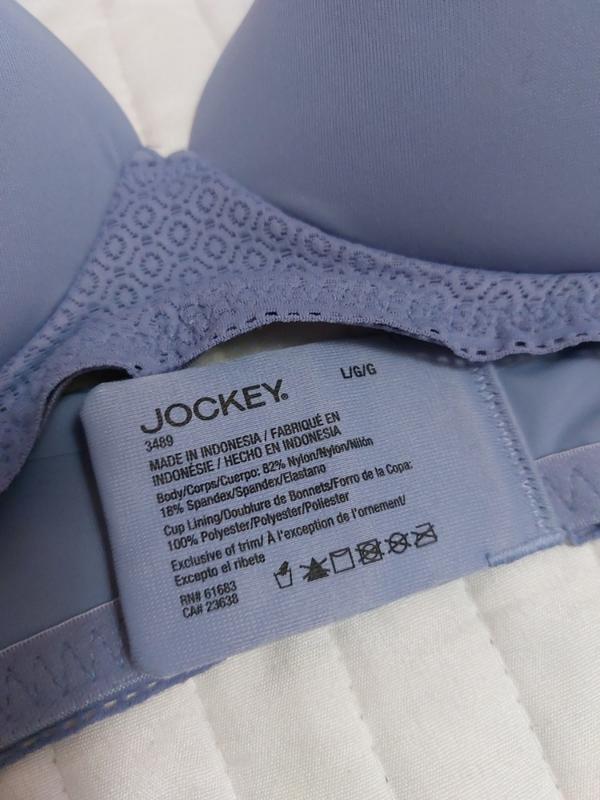 L/G/G
JOCKEY®
3489
MADE IN INDONESIA / FABRIQUÉ EN
INDONÉSIE / HECHO EN INDONESIA
Body/Corps/Cuerpo: 82% Nylon/Nylon/Nilón
18% Spandex/Spandex/Elastano
Cup Lining/Doublure de Bonnets/Forro de la Copa:
100% Polyester/Polyester/Poliester
Exclusive of trim/ À l'exception de l'ornement/
Excepto el ribete
RN# 61683
CA# 23638